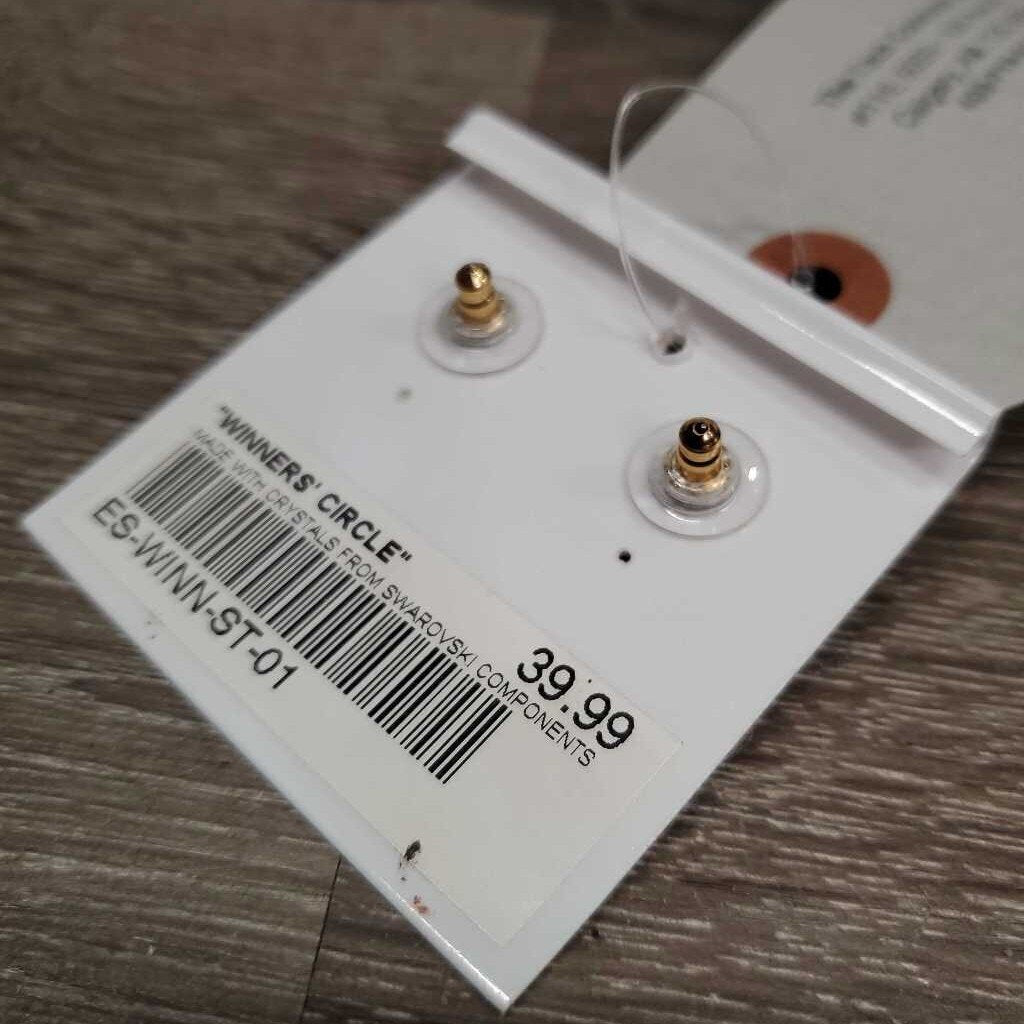 "WINNERS' CIRCLE"
MADE WITH CRYSTALS FROM SWAROVSKI COMPONENTS
39.99
ES-WINN-ST-01